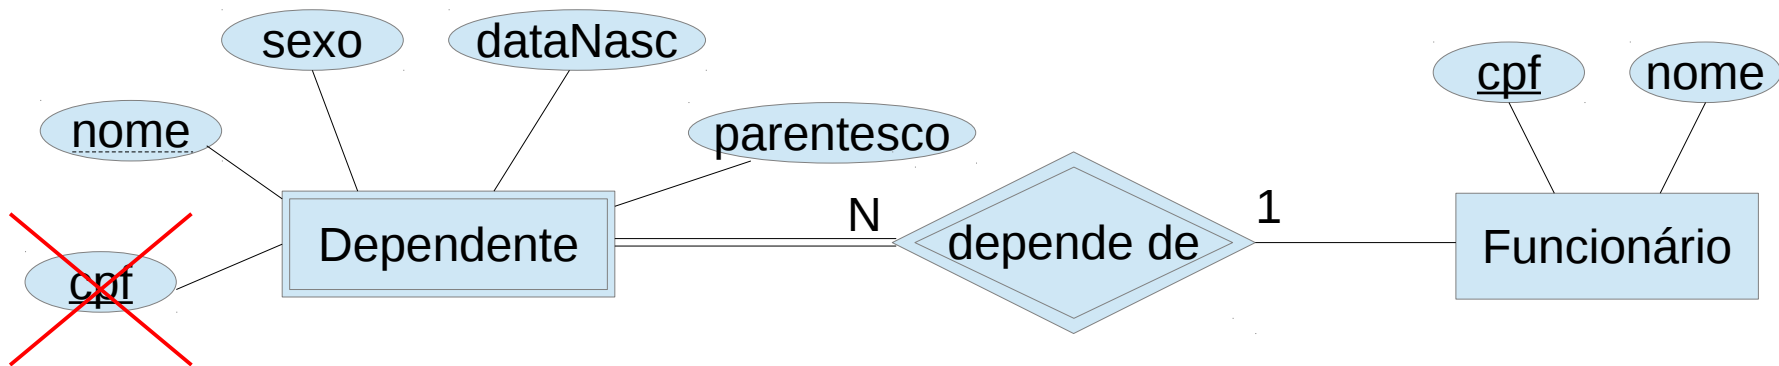 sexo
dataNasc
cpf
nome
nome
parentesco
N
1
Dependente
depende de
Funcionário
cpf